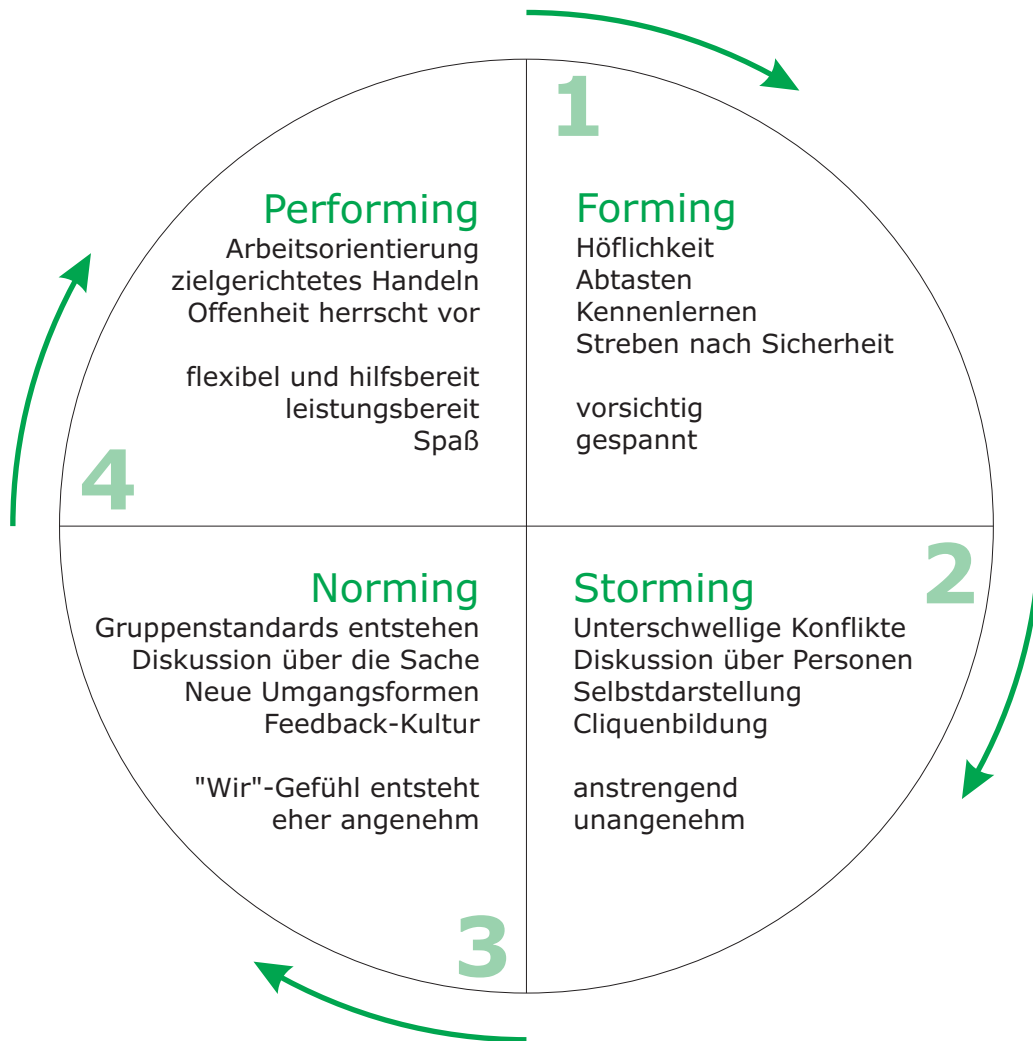 1
Forming
Höflichkeit
Abtasten
Kennenlernen
Streben nach Sicherheit
vorsichtig
gespannt
2
Storming
Unterschwellige Konflikte
Diskussion über Personen
Selbstdarstellung
Cliquenbildung
anstrengend
unangenehm
3
Norming
Gruppenstandards entstehen
Diskussion über die Sache
Neue Umgangsformen
Feedback-Kultur
"Wir"-Gefühl entsteht
eher angenehm
4
Performing
Arbeitsorientierung
zielgerichtetes Handeln
Offenheit herrscht vor
flexibel und hilfsbereit
leistungsbereit
Spaß